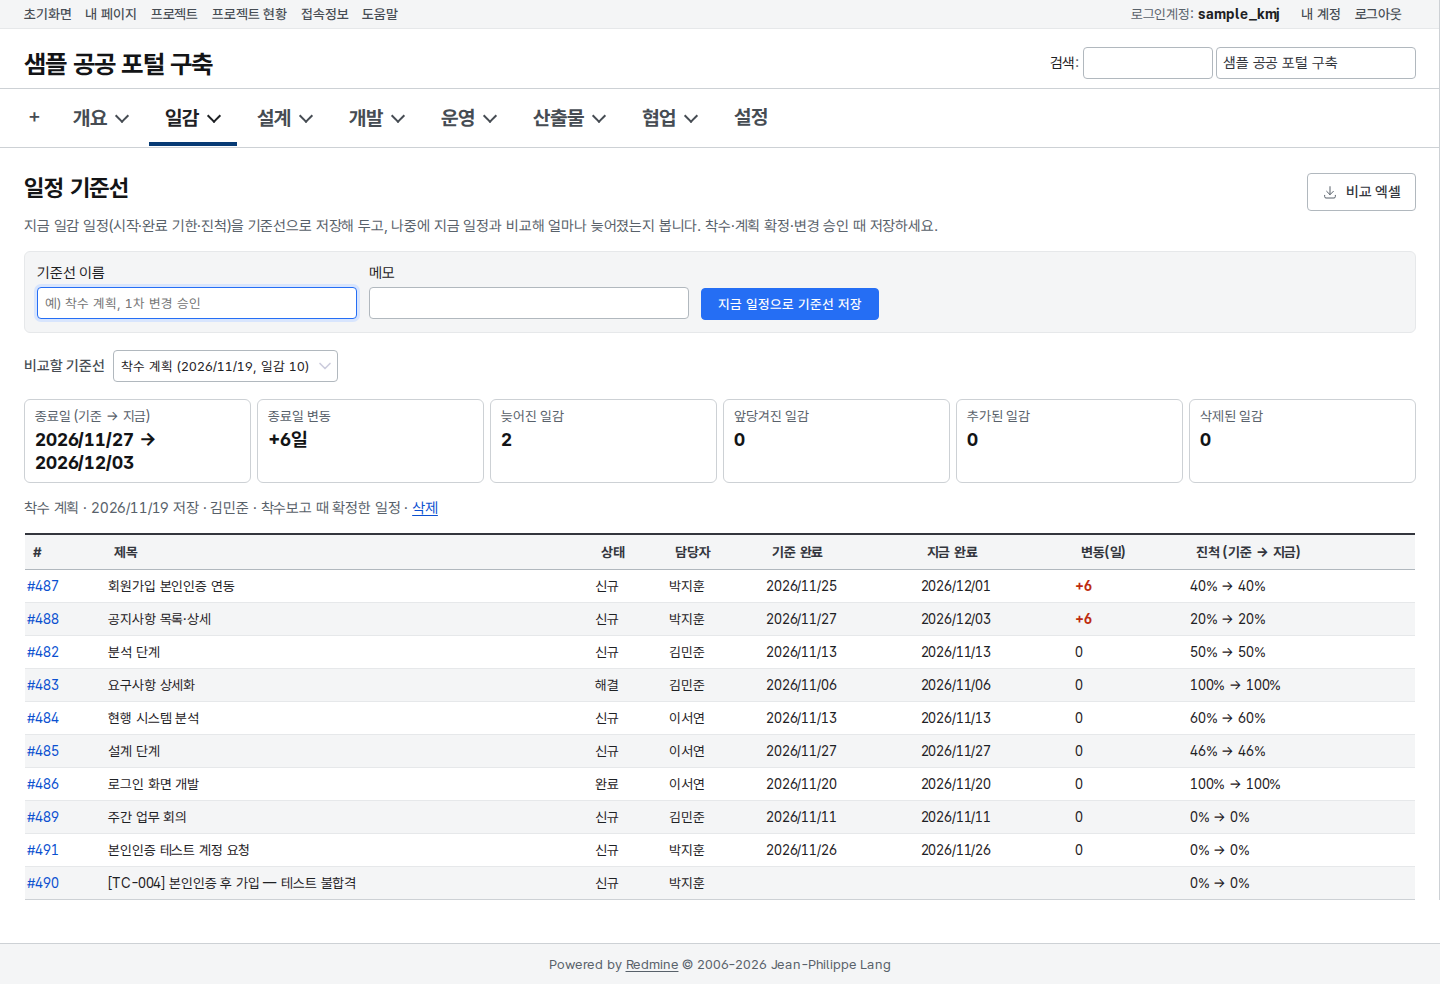 초기화면 내 페이지 프로젝트 프로젝트 현황 접속정보 도움말 로그인계정: sample_kmj 내 계정 로그아웃
샘플 공공 포털 구축 검색: 샘플 공공 포털 구축
+ 개요 일감 설계 개발 운영 산출물 협업 설정
일정 기준선 비교 엑셀
지금 일감 일정(시작·완료 기한·진척)을 기준선으로 저장해 두고, 나중에 지금 일정과 비교해 얼마나 늦어졌는지 봅니다. 착수·계획 확정·변경 승인 때 저장하세요.
기준선 이름 메모
예) 착수 계획, 1차 변경 승인 지금 일정으로 기준선 저장
비교할 기준선 착수 계획 (2026/11/19, 일감 10)
종료일 (기준 → 지금) 종료일 변동 늦어진 일감 앞당겨진 일감 추가된 일감 삭제된 일감
2026/11/27 → +6일 2 0 0 0
2026/12/03
착수 계획 · 2026/11/19 저장 · 김민준 · 착수보고 때 확정한 일정 · 삭제
# 제목 상태 담당자 기준 완료 지금 완료 변동(일) 진척 (기준 → 지금)
#487 회원가입 본인인증 연동 신규 박지훈 2026/11/25 2026/12/01 +6 40% → 40%
#488 공지사항 목록·상세 신규 박지훈 2026/11/27 2026/12/03 +6 20% → 20%
#482 분석 단계 신규 김민준 2026/11/13 2026/11/13 0 50% → 50%
#483 요구사항 상세화 해결 김민준 2026/11/06 2026/11/06 0 100% → 100%
#484 현행 시스템 분석 신규 이서연 2026/11/13 2026/11/13 0 60% → 60%
#485 설계 단계 신규 이서연 2026/11/27 2026/11/27 0 46% → 46%
#486 로그인 화면 개발 완료 이서연 2026/11/20 2026/11/20 0 100% → 100%
#489 주간 업무 회의 신규 김민준 2026/11/11 2026/11/11 0 0% → 0%
#491 본인인증 테스트 계정 요청 신규 박지훈 2026/11/26 2026/11/26 0 0% → 0%
#490 [TC-004] 본인인증 후 가입 — 테스트 불합격 신규 박지훈 0% → 0%
Powered by Redmine © 2006-2026 Jean-Philippe Lang